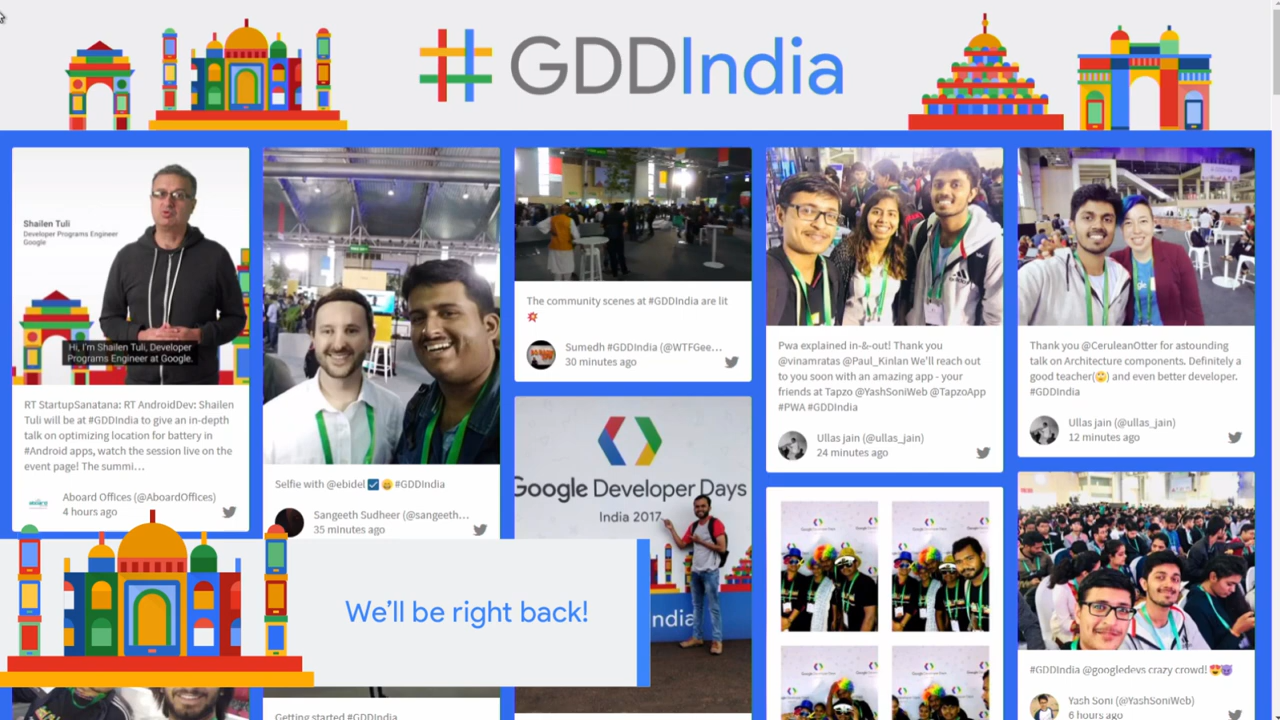 #GDDIndia
Shailen Tuli
Developer Programs Engineer
Google
Hi, I'm Shailen Tuli, Developer
Programs Engineer at Google.
RT StartupSanatana: RT AndroidDev: Shailen
Tuli will be at #GDDIndia to give an in-depth
talk on optimizing location for battery in
#Android apps, watch the session live on the
event page! The summi…
Aboard Offices (@AboardOffices)
4 hours ago
Selfie with @ebidel ☑️😄 #GDDIndia
Sangeeth Sudheer (@sangeeth…
35 minutes ago
The community scenes at #GDDIndia are lit
💥
Sumedh #GDDIndia (@WTFGee…
30 minutes ago
Google Developer Days
India 2017
India
Pwa explained in-&-out! Thank you
@vinamratas @Paul_Kinlan We'll reach out
to you soon with an amazing app - your
friends at Tapzo @YashSoniWeb @TapzoApp
#PWA #GDDIndia
Ullas jain (@ullas_jain)
24 minutes ago
Thank you @CeruleanOtter for astounding
talk on Architecture components. Definitely a
good teacher(🙄) and even better developer.
#GDDIndia
Ullas jain (@ullas_jain)
12 minutes ago
#GDDIndia @googledevs crazy crowd! 😍😈
Yash Soni (@YashSoniWeb)
6 hours ago
We'll be right back!
Getting started #GDDIndia